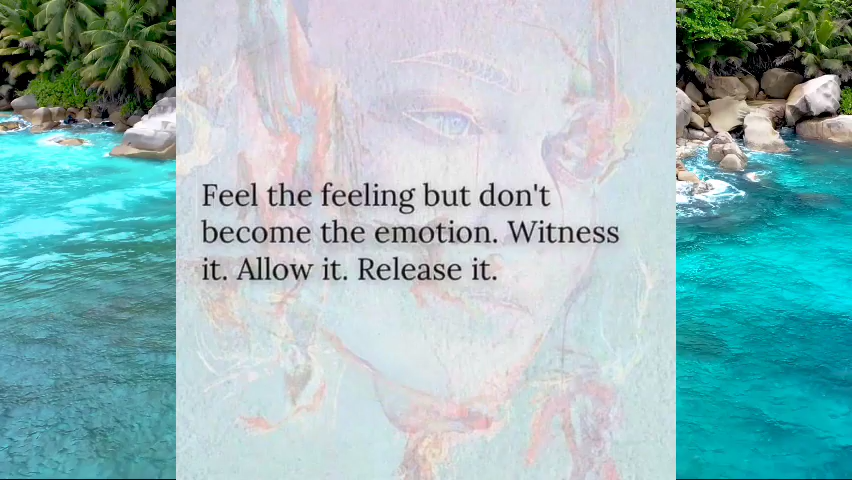 Feel the feeling but don't
become the emotion. Witness
it. Allow it. Release it.